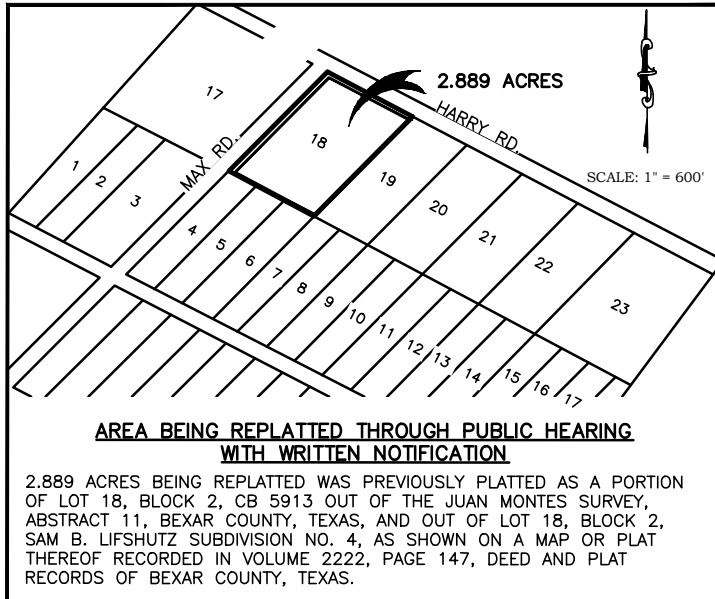 2.889 ACRES
HARRY RD.
17
18
MAX RD.
SCALE: 1" = 600'
1
2
3
19
20
21
22
23
4
5
6
7
8
9
10
11
12
13
14
15
16
17
AREA BEING REPLATTED THROUGH PUBLIC HEARING
WITH WRITTEN NOTIFICATION
2.889 ACRES BEING REPLATTED WAS PREVIOUSLY PLATTED AS A PORTION
OF LOT 18, BLOCK 2, CB 5913 OUT OF THE JUAN MONTES SURVEY,
ABSTRACT 11, BEXAR COUNTY, TEXAS, AND OUT OF LOT 18, BLOCK 2,
SAM B. LIFSHUTZ SUBDIVISION NO. 4, AS SHOWN ON A MAP OR PLAT
THEREOF RECORDED IN VOLUME 2222, PAGE 147, DEED AND PLAT
RECORDS OF BEXAR COUNTY, TEXAS.